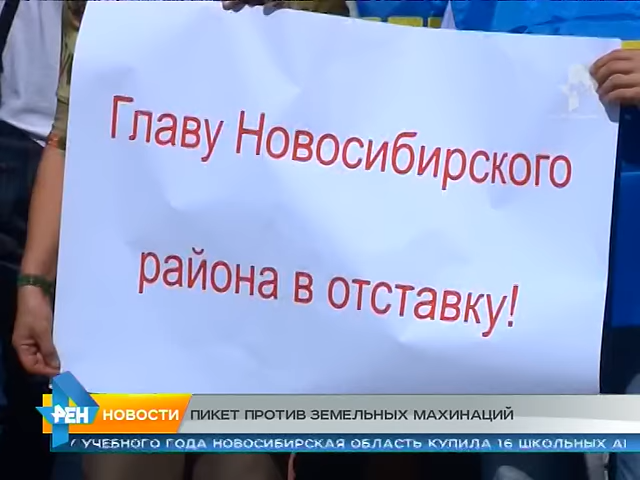 Главу Новосибирского
района в отставку!
РЕН НОВОСТИ ПИКЕТ ПРОТИВ ЗЕМЕЛЬНЫХ МАХИНАЦИЙ
УЧЕБНОГО ГОДА НОВОСИБИРСКАЯ ОБЛАСТЬ КУПИЛА 16 ШКОЛЬНЫХ